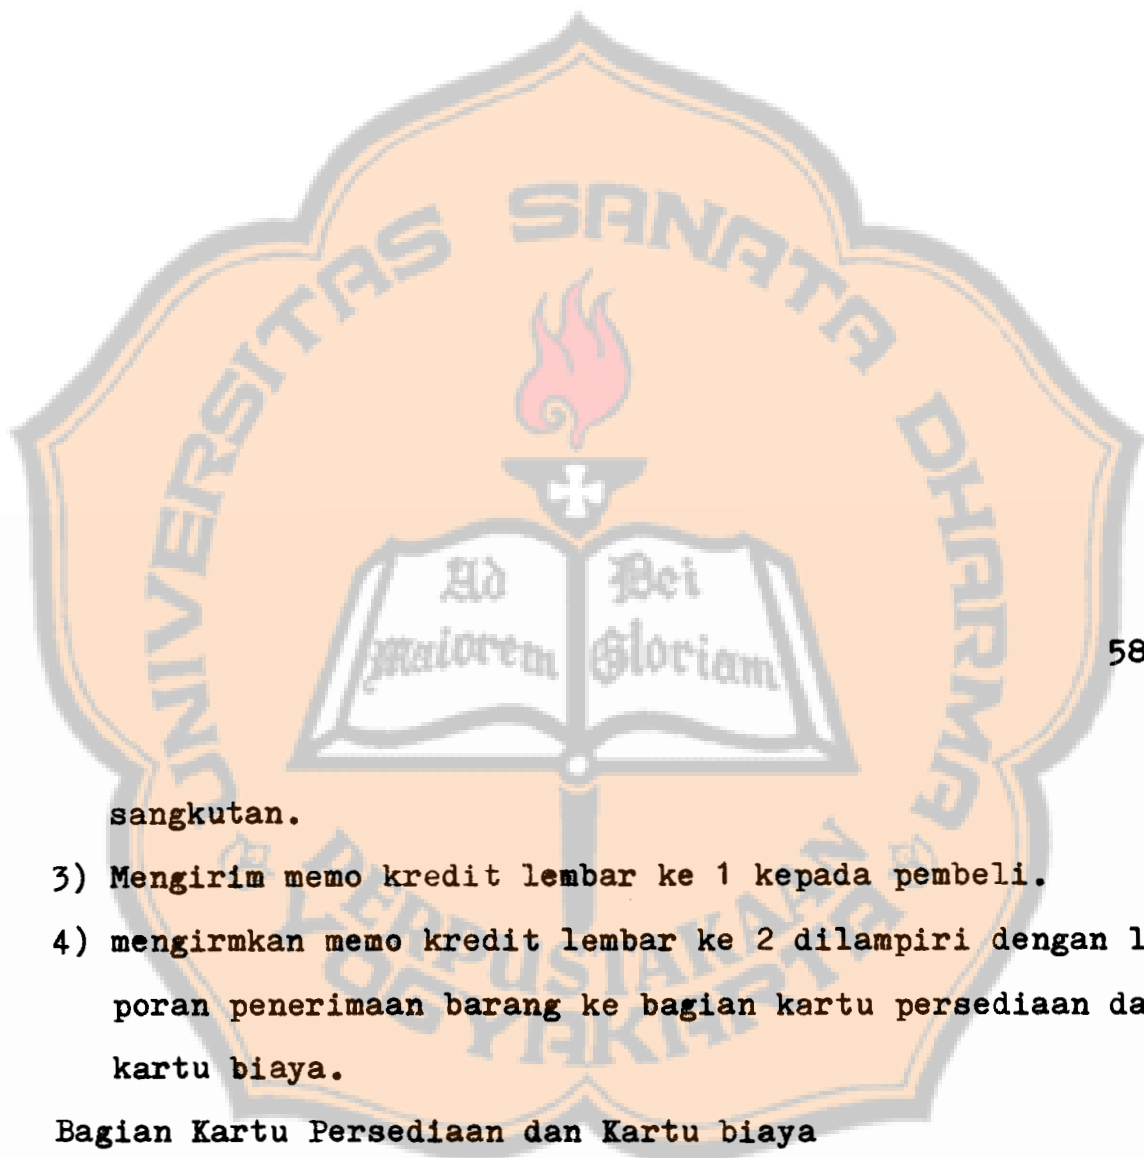 UNIVERSITAS SANATA DHARMA
Ad Dei
Maiorem Gloriam
PERPUSTAKAAN
YOGYAKARTA
58
sangkutan.
3) Mengirim memo kredit lembar ke 1 kepada pembeli.
4) mengirmkan memo kredit lembar ke 2 dilampiri dengan l
poran penerimaan barang ke bagian kartu persediaan da
kartu biaya.
Bagian Kartu Persediaan dan Kartu biaya